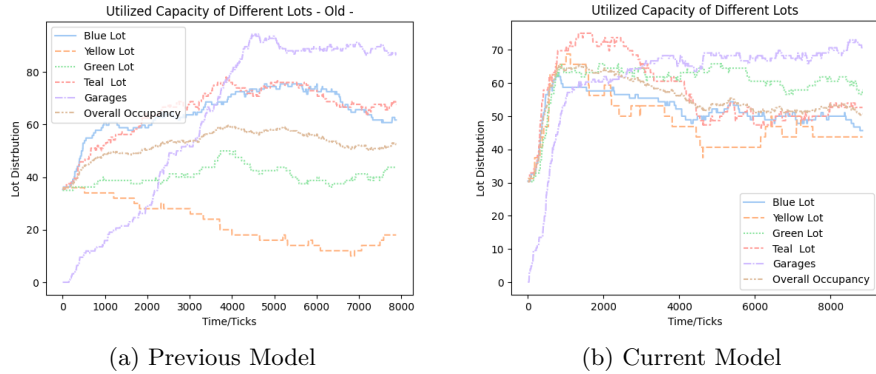 Utilized Capacity of Different Lots - Old -
Lot Distrbution
80
60
40
20
0
Blue Lot
Yellow Lot
Green Lot
Teal Lot
Garages
Overall Occupancy
0 1000 2000 3000 4000 5000 6000 7000 8000
Time/Ticks
(a) Previous Model
Utilized Capacity of Different Lots
Lot Distrbution
70
60
50
40
30
20
10
0
Blue Lot
Yellow Lot
Green Lot
Teal Lot
Garages
Overall Occupancy
0 2000 4000 6000 8000
Time/Ticks
(b) Current Model